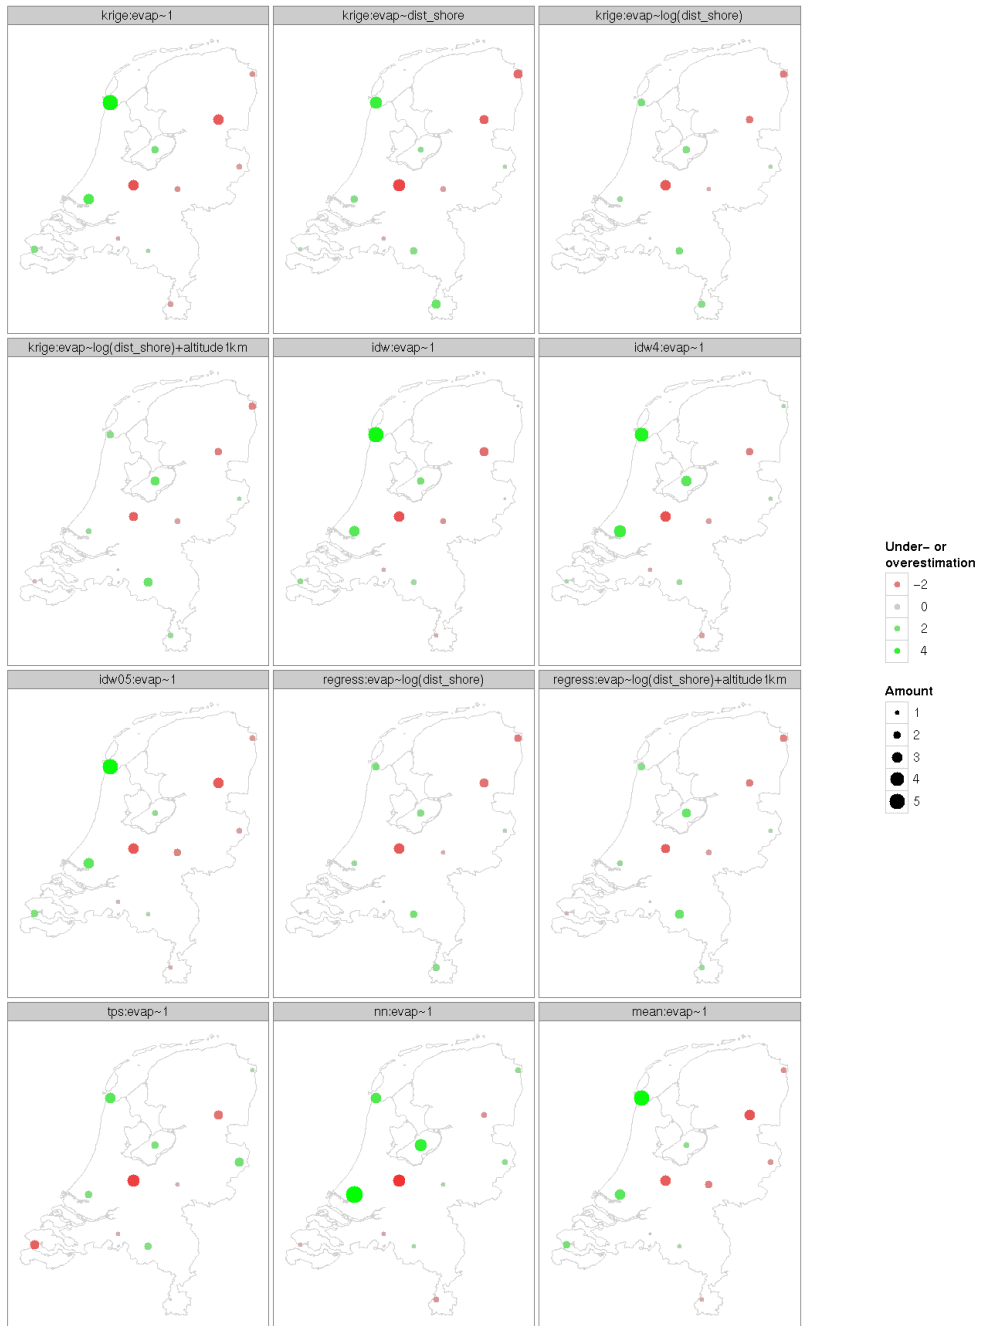 krige:evap~1
krige:evap~dist_shore
krige:evap~log(dist_shore)
krige:evap~log(dist_shore)+altitude1km
idw:evap~1
idw4:evap~1
idw05:evap~1
regress:evap~log(dist_shore)
regress:evap~log(dist_shore)+altitude1km
tps:evap~1
nn:evap~1
mean:evap~1
Under− or
overestimation
−2
0
2
4
Amount
1
2
3
4
5